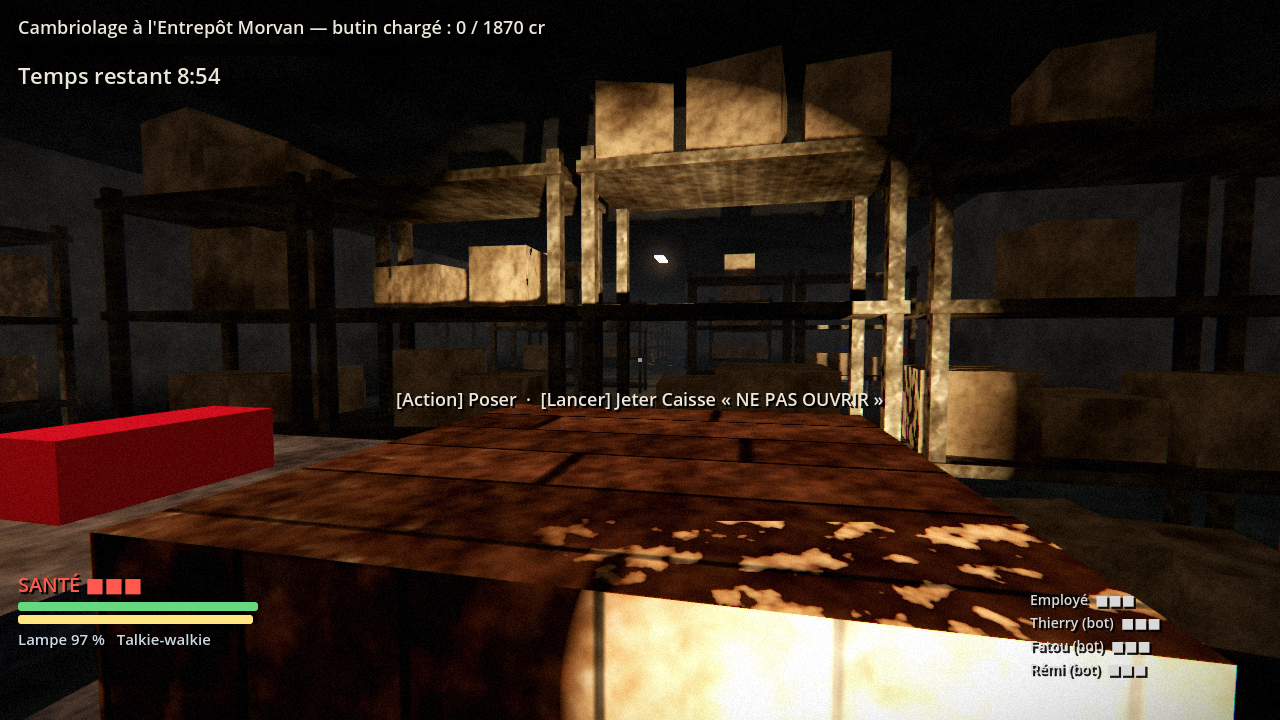 Cambriolage à l'Entrepôt Morvan — butin chargé : 0 / 1870 cr
Temps restant 8:54
[Action] Poser · [Lancer] Jeter Caisse « NE PAS OUVRIR »
SANTÉ
Lampe 97 % Talkie-walkie
Employé
Thierry (bot)
Fatou (bot)
Rémi (bot)